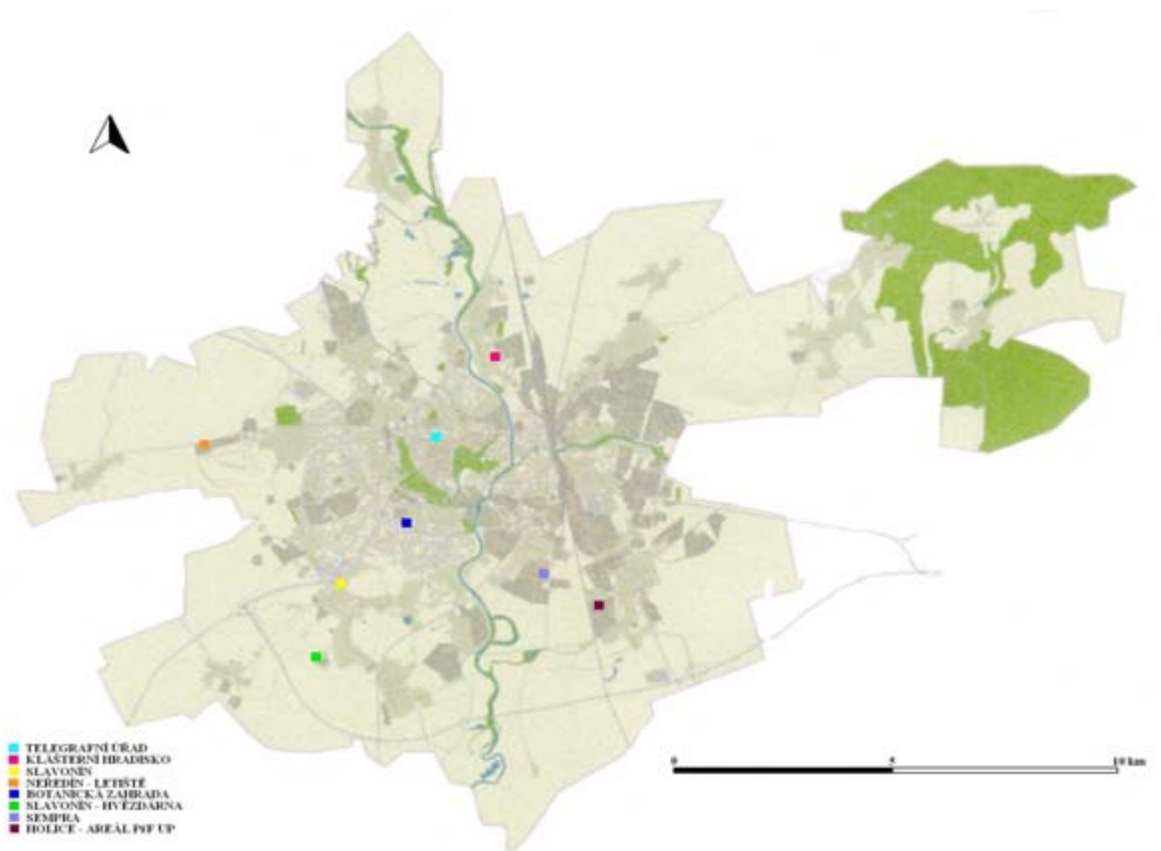 TELEGRAFNÍ ÚŘAD
KLÁŠTERNÍ HRADISKO
SLAVONÍN
NEŘEDÍN - LETIŠTĚ
BOTANICKÁ ZAHRADA
SLAVONÍN - HVĚZDÁRNA
SEMPRA
HOLICE - AREÁL PřF UP
0 5 10 km